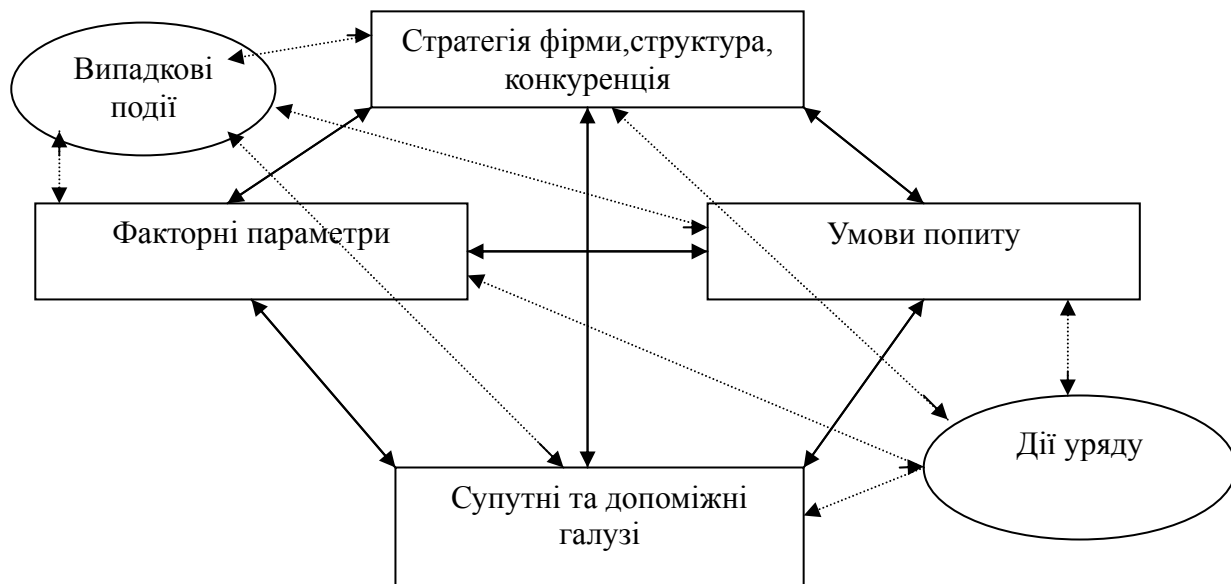 Стратегія фірми,структура,
конкуренція
Випадкові
події
Факторні параметри
Умови попиту
Дії уряду
Супутні та допоміжні
галузі